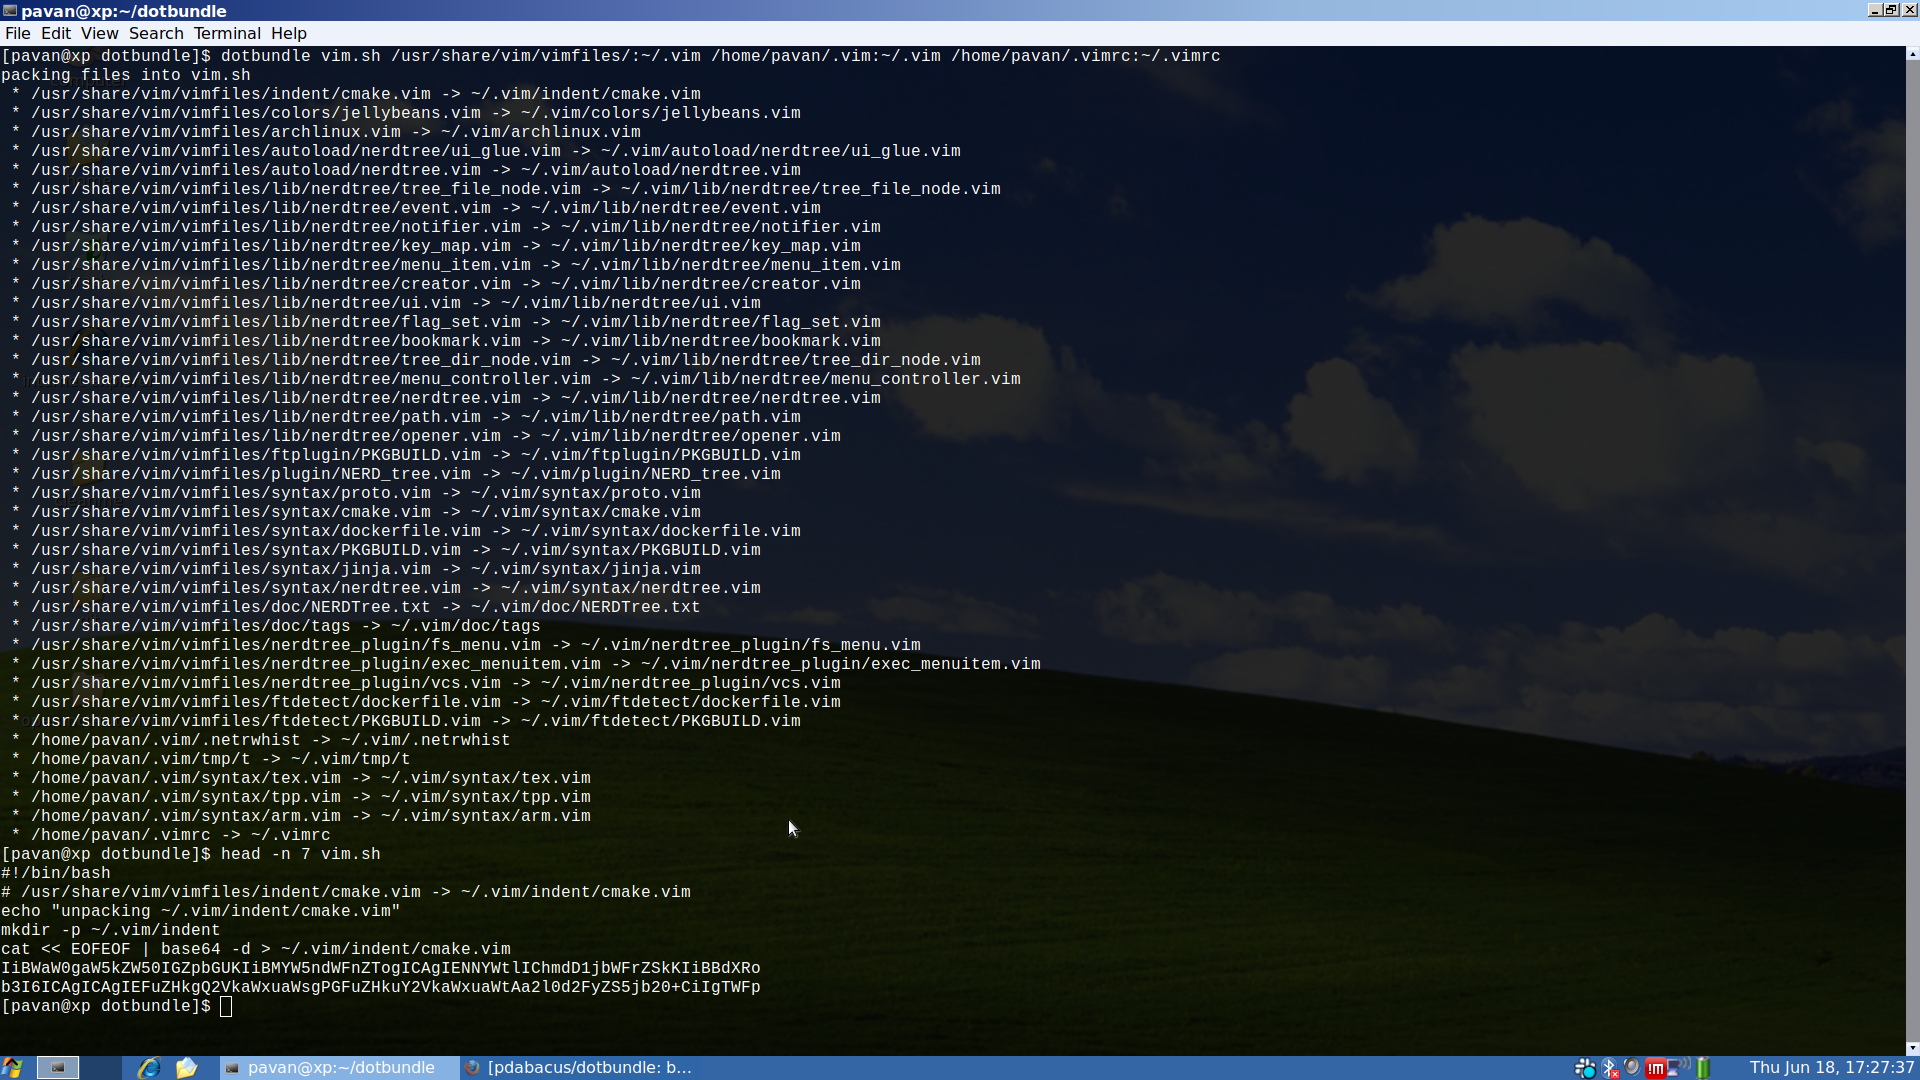 pavan@xp:~/dotbundle
File Edit View Search Terminal Help
[pavan@xp dotbundle]$ dotbundle vim.sh /usr/share/vim/vimfiles/:~/.vim /home/pavan/.vim:~/.vim /home/pavan/.vimrc:~/.vimrc
packing files into vim.sh
* /usr/share/vim/vimfiles/indent/cmake.vim -> ~/.vim/indent/cmake.vim
* /usr/share/vim/vimfiles/colors/jellybeans.vim -> ~/.vim/colors/jellybeans.vim
* /usr/share/vim/vimfiles/archlinux.vim -> ~/.vim/archlinux.vim
* /usr/share/vim/vimfiles/autoload/nerdtree/ui_glue.vim -> ~/.vim/autoload/nerdtree/ui_glue.vim
* /usr/share/vim/vimfiles/autoload/nerdtree.vim -> ~/.vim/autoload/nerdtree.vim
* /usr/share/vim/vimfiles/lib/nerdtree/tree_file_node.vim -> ~/.vim/lib/nerdtree/tree_file_node.vim
* /usr/share/vim/vimfiles/lib/nerdtree/event.vim -> ~/.vim/lib/nerdtree/event.vim
* /usr/share/vim/vimfiles/lib/nerdtree/notifier.vim -> ~/.vim/lib/nerdtree/notifier.vim
* /usr/share/vim/vimfiles/lib/nerdtree/key_map.vim -> ~/.vim/lib/nerdtree/key_map.vim
* /usr/share/vim/vimfiles/lib/nerdtree/menu_item.vim -> ~/.vim/lib/nerdtree/menu_item.vim
* /usr/share/vim/vimfiles/lib/nerdtree/creator.vim -> ~/.vim/lib/nerdtree/creator.vim
* /usr/share/vim/vimfiles/lib/nerdtree/ui.vim -> ~/.vim/lib/nerdtree/ui.vim
* /usr/share/vim/vimfiles/lib/nerdtree/flag_set.vim -> ~/.vim/lib/nerdtree/flag_set.vim
* /usr/share/vim/vimfiles/lib/nerdtree/bookmark.vim -> ~/.vim/lib/nerdtree/bookmark.vim
* /usr/share/vim/vimfiles/lib/nerdtree/tree_dir_node.vim -> ~/.vim/lib/nerdtree/tree_dir_node.vim
* /usr/share/vim/vimfiles/lib/nerdtree/menu_controller.vim -> ~/.vim/lib/nerdtree/menu_controller.vim
* /usr/share/vim/vimfiles/lib/nerdtree/nerdtree.vim -> ~/.vim/lib/nerdtree/nerdtree.vim
* /usr/share/vim/vimfiles/lib/nerdtree/path.vim -> ~/.vim/lib/nerdtree/path.vim
* /usr/share/vim/vimfiles/lib/nerdtree/opener.vim -> ~/.vim/lib/nerdtree/opener.vim
* /usr/share/vim/vimfiles/ftplugin/PKGBUILD.vim -> ~/.vim/ftplugin/PKGBUILD.vim
* /usr/share/vim/vimfiles/plugin/NERD_tree.vim -> ~/.vim/plugin/NERD_tree.vim
* /usr/share/vim/vimfiles/syntax/proto.vim -> ~/.vim/syntax/proto.vim
* /usr/share/vim/vimfiles/syntax/cmake.vim -> ~/.vim/syntax/cmake.vim
* /usr/share/vim/vimfiles/syntax/dockerfile.vim -> ~/.vim/syntax/dockerfile.vim
* /usr/share/vim/vimfiles/syntax/PKGBUILD.vim -> ~/.vim/syntax/PKGBUILD.vim
* /usr/share/vim/vimfiles/syntax/jinja.vim -> ~/.vim/syntax/jinja.vim
* /usr/share/vim/vimfiles/syntax/nerdtree.vim -> ~/.vim/syntax/nerdtree.vim
* /usr/share/vim/vimfiles/doc/NERDTree.txt -> ~/.vim/doc/NERDTree.txt
* /usr/share/vim/vimfiles/doc/tags -> ~/.vim/doc/tags
* /usr/share/vim/vimfiles/nerdtree_plugin/fs_menu.vim -> ~/.vim/nerdtree_plugin/fs_menu.vim
* /usr/share/vim/vimfiles/nerdtree_plugin/exec_menuitem.vim -> ~/.vim/nerdtree_plugin/exec_menuitem.vim
* /usr/share/vim/vimfiles/nerdtree_plugin/vcs.vim -> ~/.vim/nerdtree_plugin/vcs.vim
* /usr/share/vim/vimfiles/ftdetect/dockerfile.vim -> ~/.vim/ftdetect/dockerfile.vim
* /usr/share/vim/vimfiles/ftdetect/PKGBUILD.vim -> ~/.vim/ftdetect/PKGBUILD.vim
* /home/pavan/.vim/.netrwhist -> ~/.vim/.netrwhist
* /home/pavan/.vim/tmp/t -> ~/.vim/tmp/t
* /home/pavan/.vim/syntax/tex.vim -> ~/.vim/syntax/tex.vim
* /home/pavan/.vim/syntax/tpp.vim -> ~/.vim/syntax/tpp.vim
* /home/pavan/.vim/syntax/arm.vim -> ~/.vim/syntax/arm.vim
* /home/pavan/.vimrc -> ~/.vimrc
[pavan@xp dotbundle]$ head -n 7 vim.sh
#!/bin/bash
# /usr/share/vim/vimfiles/indent/cmake.vim -> ~/.vim/indent/cmake.vim
echo "unpacking ~/.vim/indent/cmake.vim"
mkdir -p ~/.vim/indent
cat << EOFEOF | base64 -d > ~/.vim/indent/cmake.vim
IiBWaW0gaW5kZW50IGZpbGUKIiBMYW5ndWFnZTogICAgIENNYWtlIChmdD1jbWFrZSkKIiBBdXRo
b3I6ICAgICAgIEFuZHkgQ2VkaWxuaWsgPGFuZHkuY2VkaWxuaWtAa2l0d2FyZS5jb20+CiIgTWFp
[pavan@xp dotbundle]$
pavan@xp:~/dotbundle
[pdabacus/dotbundle: b...
!m
Thu Jun 18, 17:27:37